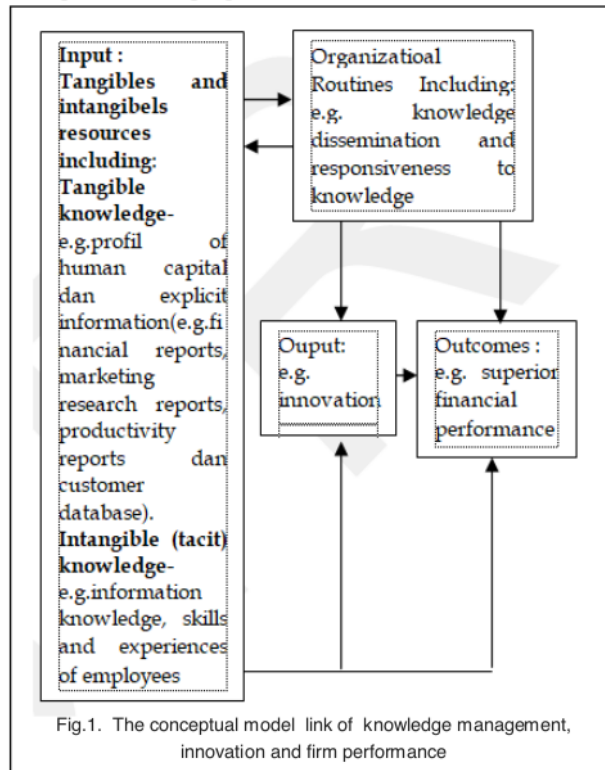 Input :
Tangibles and
intangibels
resources
including:
Tangible
knowledge-
e.g.profil of
human capital
dan explicit
information(e.g.fi
nancial reports,
marketing
research reports,
productivity
reports dan
customer
database).
Intangible (tacit)
knowledge-
e.g.information
knowledge, skills
and experiences
of employees
Organizatioal
Routines Including:
e.g. knowledge
dissemination and
responsiveness to
knowledge
Ouput:
e.g.
innovation
Outcomes :
e.g. superior
financial
performance
Fig.1. The conceptual model link of knowledge management,
innovation and firm performance